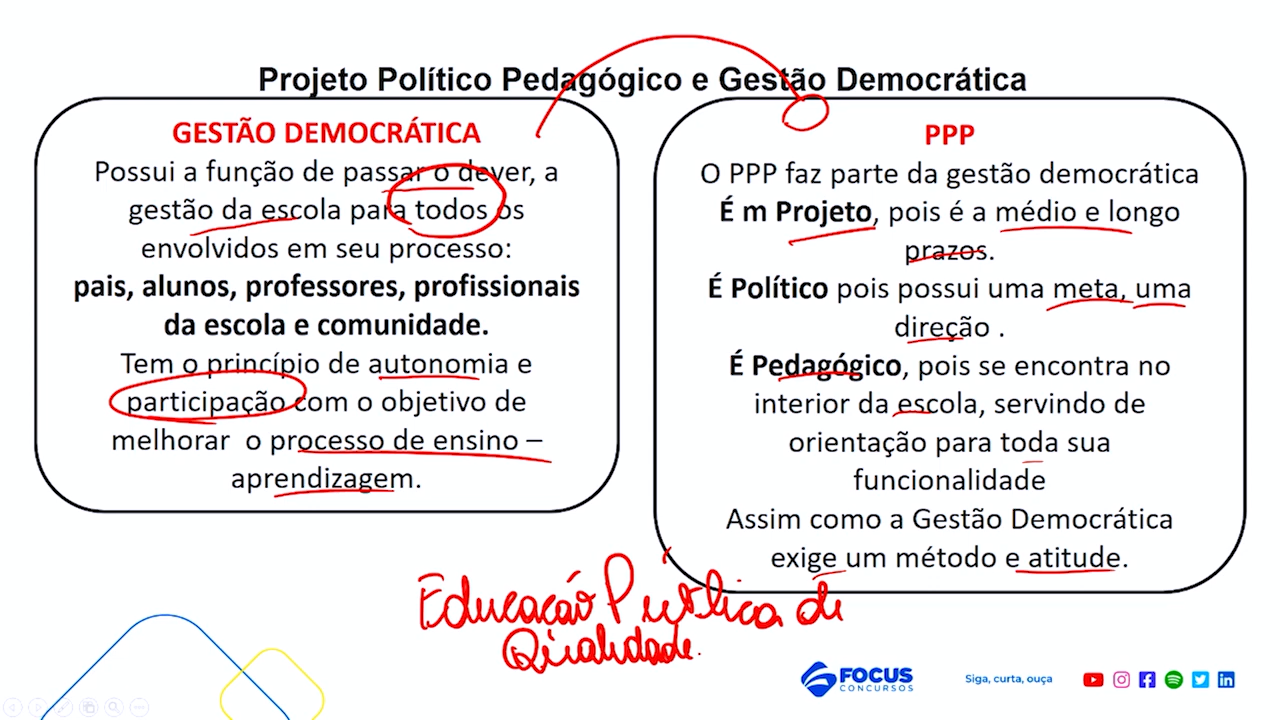 Projeto Político Pedagógico e Gestão Democrática
GESTÃO DEMOCRÁTICA
Possui a função de passar o dever, a
gestão da escola para todos os
envolvidos em seu processo:
pais, alunos, professores, profissionais
da escola e comunidade.
Tem o princípio de autonomia e
participação com o objetivo de
melhorar o processo de ensino –
aprendizagem.
PPP
O PPP faz parte da gestão democrática
É m Projeto, pois é a médio e longo
prazos.
É Político pois possui uma meta, uma
direção .
É Pedagógico, pois se encontra no
interior da escola, servindo de
orientação para toda sua
funcionalidade
Assim como a Gestão Democrática
exige um método e atitude.
Educação Pública de
Qualidade.
FOCUS
CONCURSOS
Siga, curta, ouça